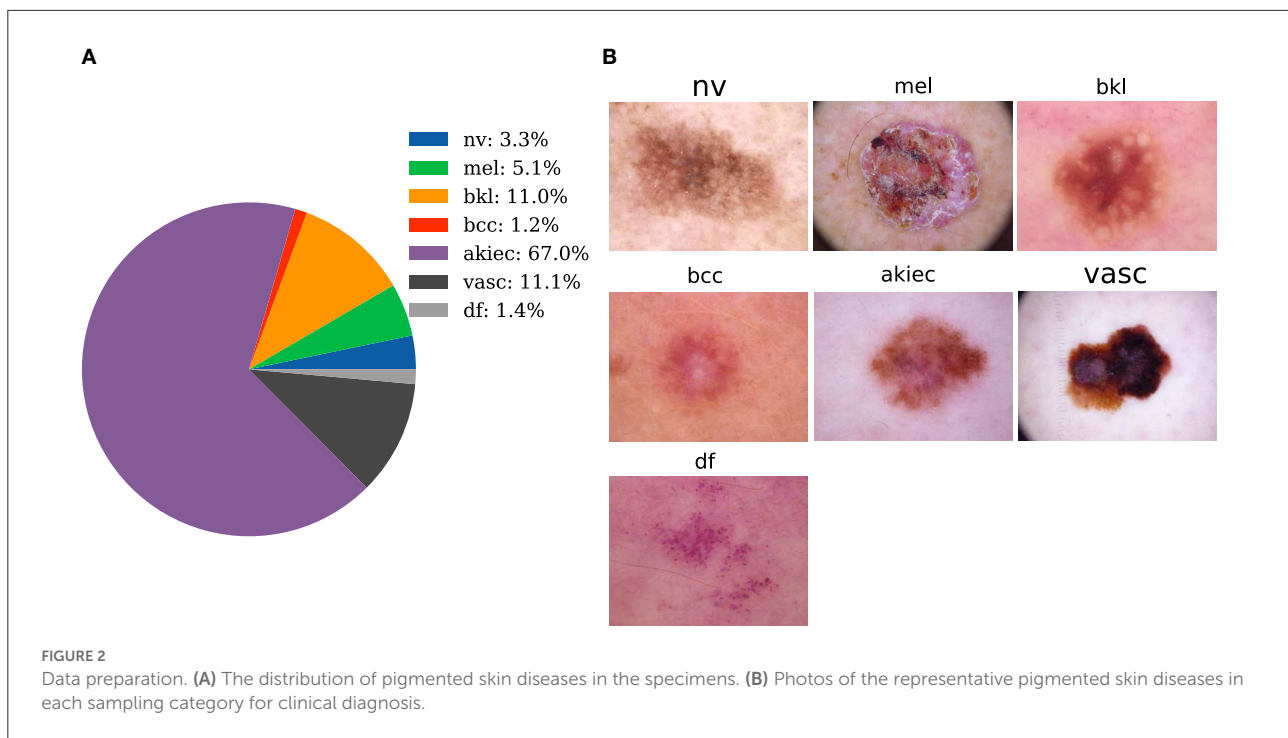 A
nv: 3.3%
mel: 5.1%
bkl: 11.0%
bcc: 1.2%
akiec: 67.0%
vasc: 11.1%
df: 1.4%
B
nv
mel
bkl
bcc
akiec
vasc
df
FIGURE 2
Data preparation. (A) The distribution of pigmented skin diseases in the specimens. (B) Photos of the representative pigmented skin diseases in
each sampling category for clinical diagnosis.